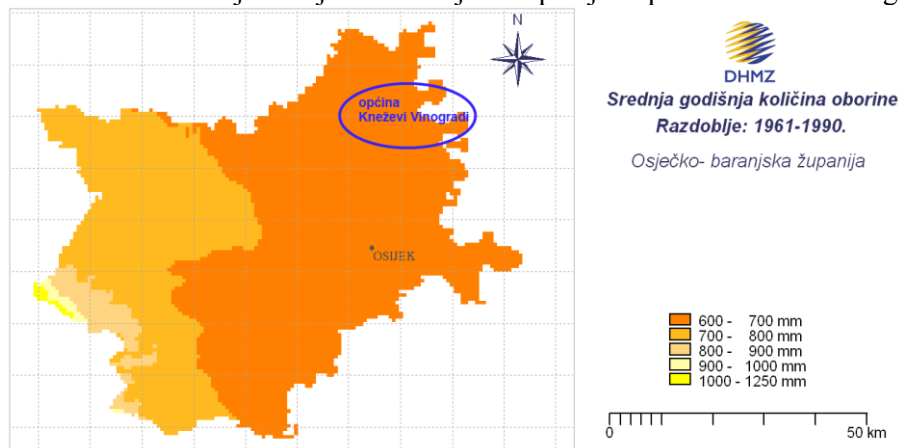 N
općina
Kneževi Vinogradi
OSIJEK
DHMZ
Srednja godišnja količina oborine
Razdoblje: 1961-1990.
Osječko- baranjska županija
600 - 700 mm
700 - 800 mm
800 - 900 mm
900 - 1000 mm
1000 - 1250 mm
0 50 km